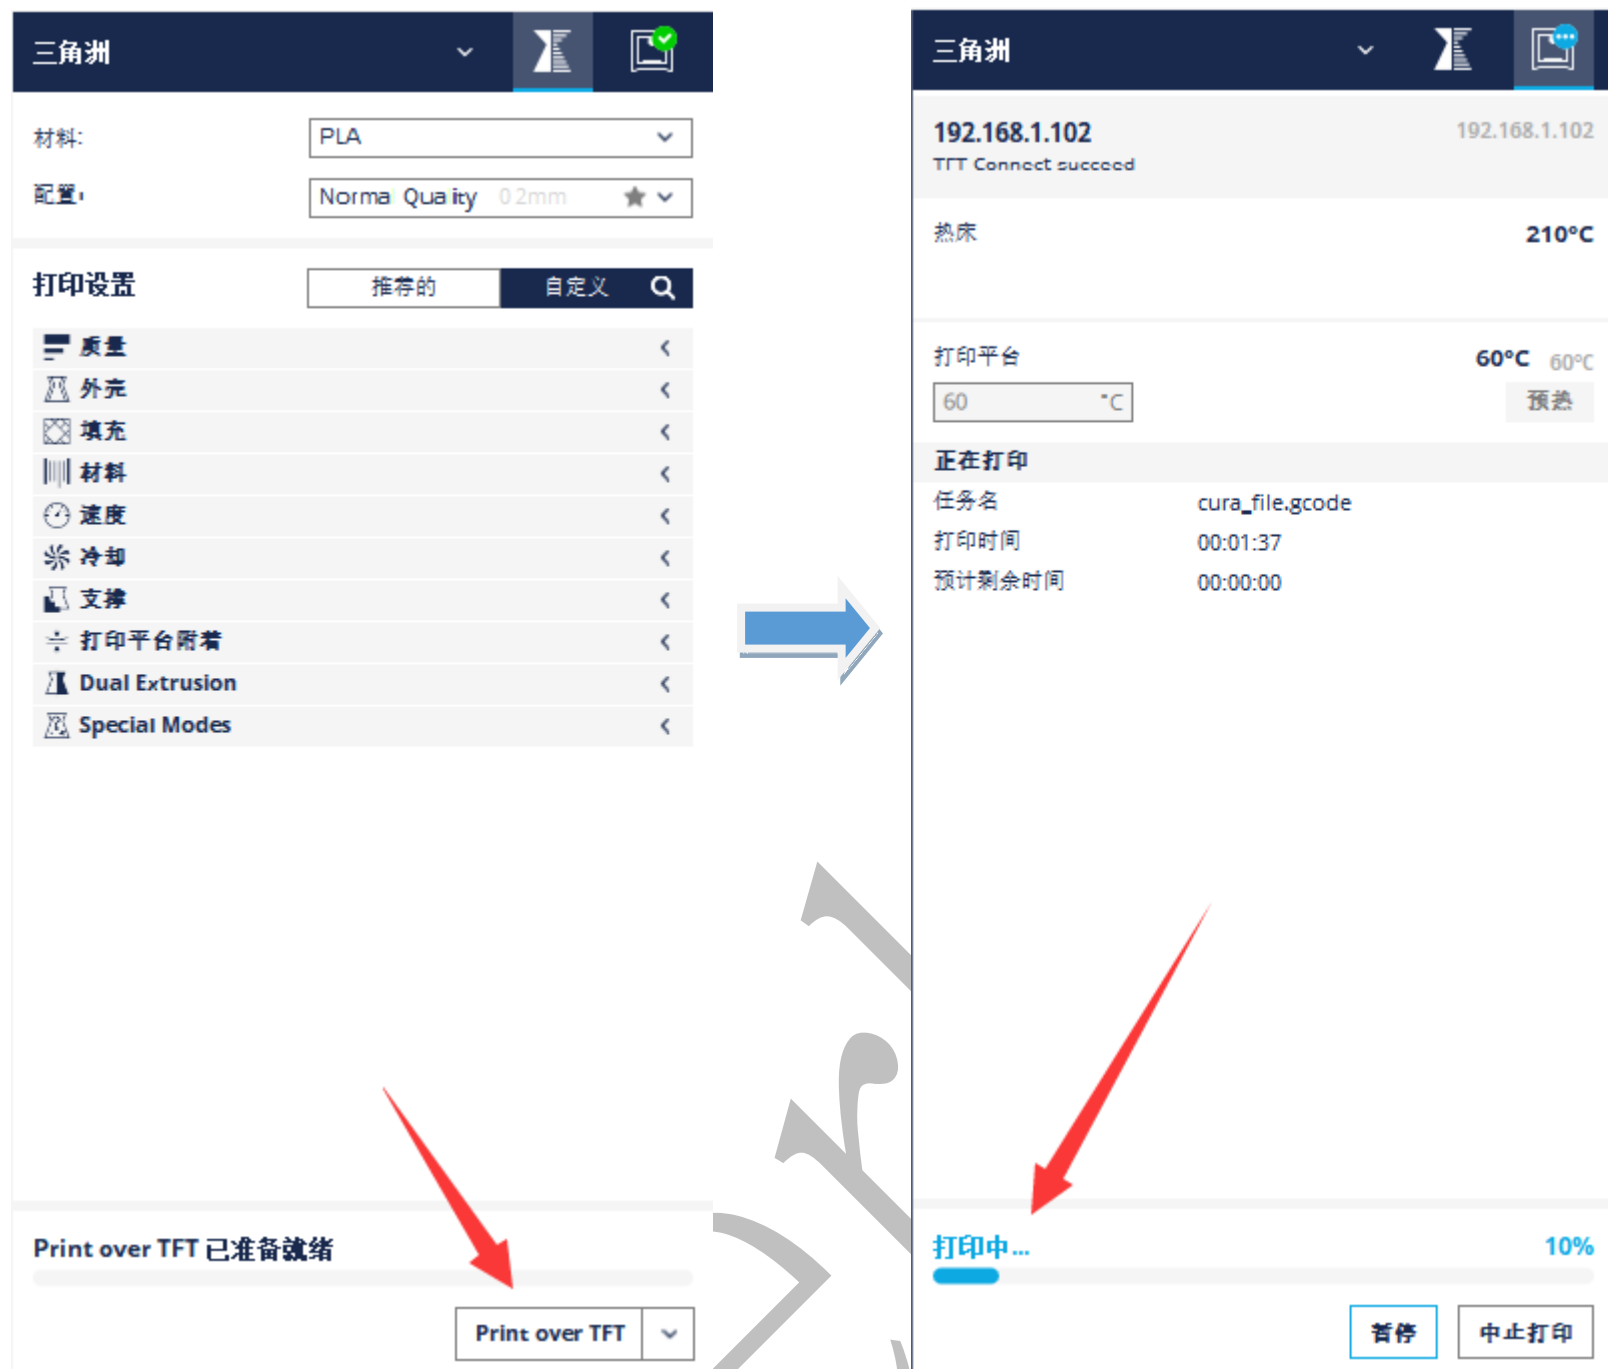 三角洲
材料:
PLA
配置:
Normal Quality 0.2mm
打印设置
推荐的
自定义
质量
外壳
填充
材料
速度
冷却
支撑
打印平台附着
Dual Extrusion
Special Modes
Print over TFT 已准备就绪
Print over TFT
三角洲
192.168.1.102
192.168.1.102
TFT Connect succeed
热床
210°C
打印平台
60°C 60°C
60 °C
预热
正在打印
任务名 cura_file.gcode
打印时间 00:01:37
预计剩余时间 00:00:00
打印中...
10%
暂停
中止打印